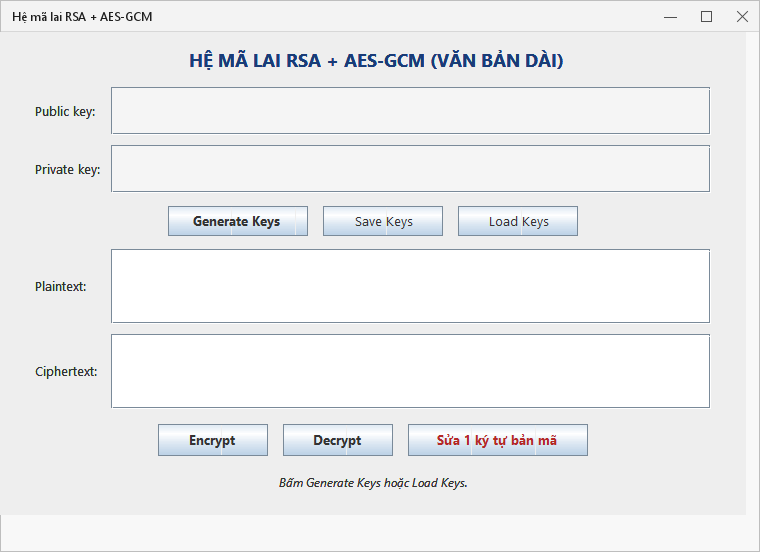 Hệ mã lai RSA + AES-GCM
HỆ MÃ LAI RSA + AES-GCM (VĂN BẢN DÀI)
Public key:
Private key:
Generate Keys Save Keys Load Keys
Plaintext:
Ciphertext:
Encrypt Decrypt Sửa 1 ký tự bản mã
Bấm Generate Keys hoặc Load Keys.